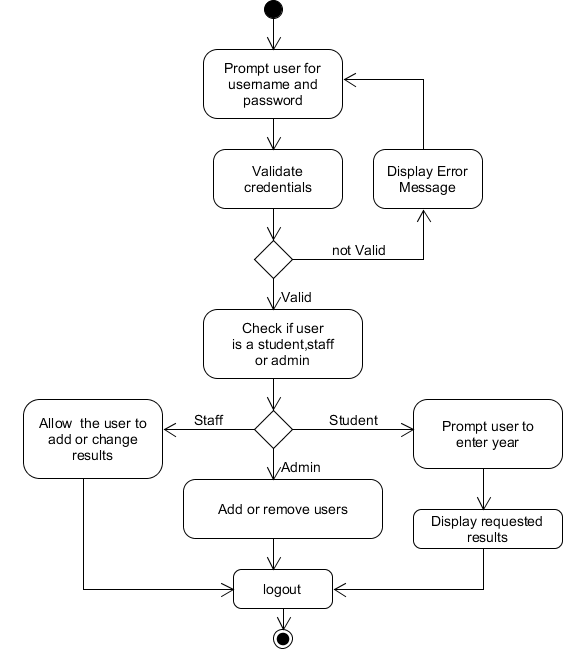 Prompt user for
username and
password
Validate
credentials
Display Error
Message
not Valid
Valid
Check if user
is a student,staff
or admin
Staff
Student
Allow  the user to
add or change
results
Prompt user to
enter year
Admin
Add or remove users
Display requested
results
logout